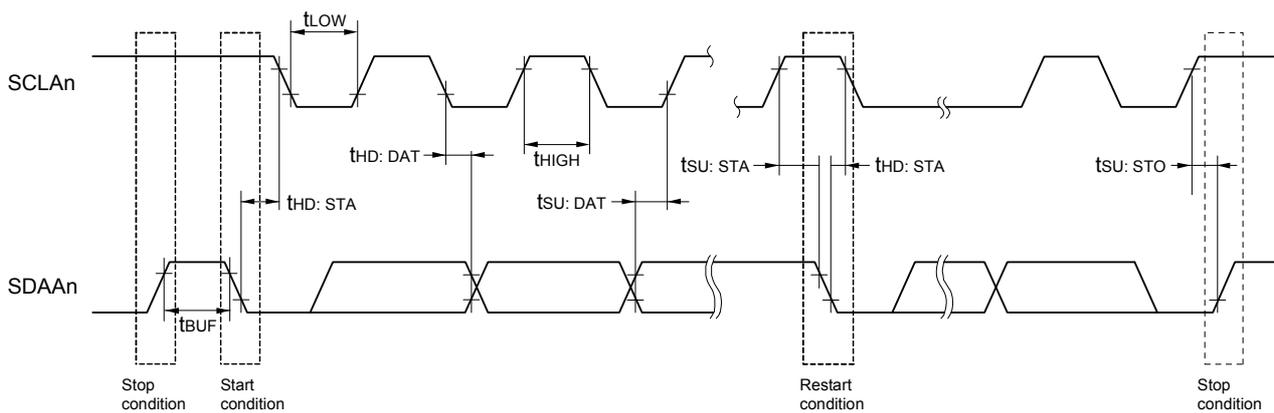 tLOW
SCLAn
tHD: DAT
tHIGH
tSU: STA
tHD: STA
tSU: STO
tHD: STA
tSU: DAT
SDAAn
tBUF
Stop
condition
Start
condition
Restart
condition
Stop
condition